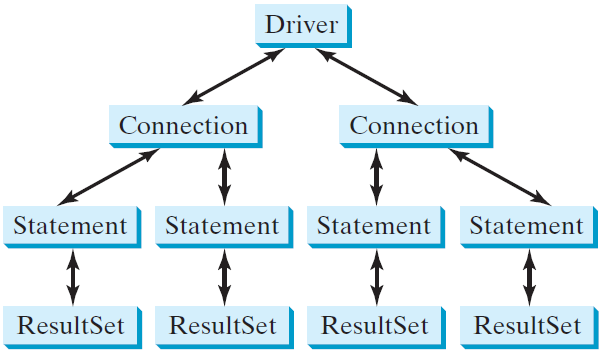 Driver
Connection Connection
Statement Statement Statement Statement
ResultSet ResultSet ResultSet ResultSet